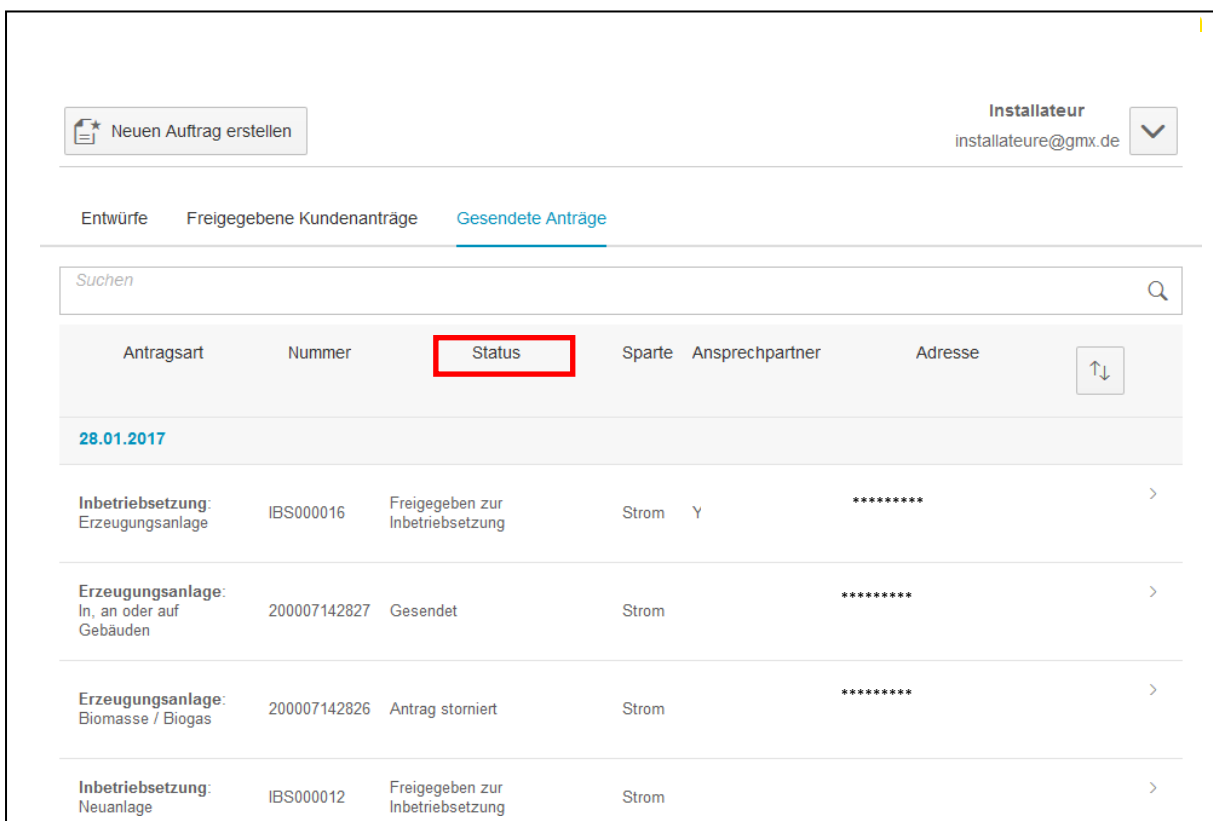 Installateur
Neuen Auftrag erstellen
installateure@gmx.de
Entwürfe Freigegebene Kundenanträge Gesendete Anträge
Suchen
Antragsart Nummer Status Sparte Ansprechpartner Adresse
28.01.2017
Inbetriebsetzung:
Erzeugungsanlage
IBS000016
Freigegeben zur
Inbetriebsetzung
Strom
Y
*********
Erzeugungsanlage:
In, an oder auf
Gebäuden
200007142827
Gesendet
Strom
*********
Erzeugungsanlage:
Biomasse / Biogas
200007142826
Antrag storniert
Strom
*********
Inbetriebsetzung:
Neuanlage
IBS000012
Freigegeben zur
Inbetriebsetzung
Strom